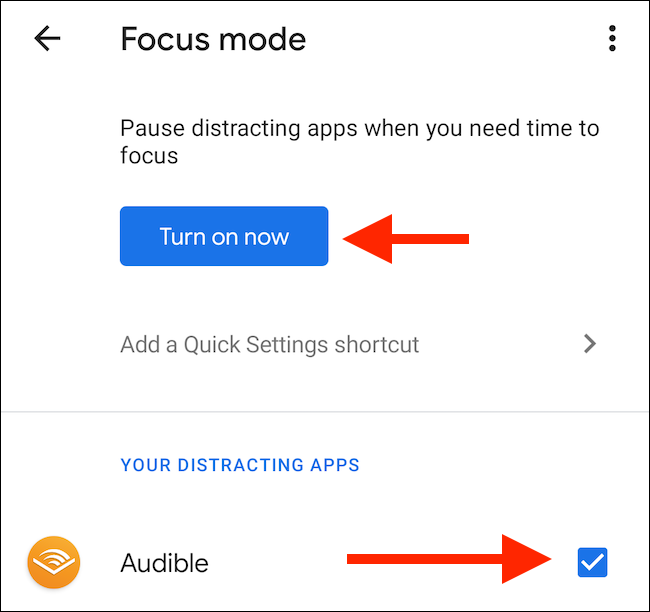 Focus mode
Pause distracting apps when you need time to
focus
Turn on now
Add a Quick Settings shortcut
YOUR DISTRACTING APPS
Audible